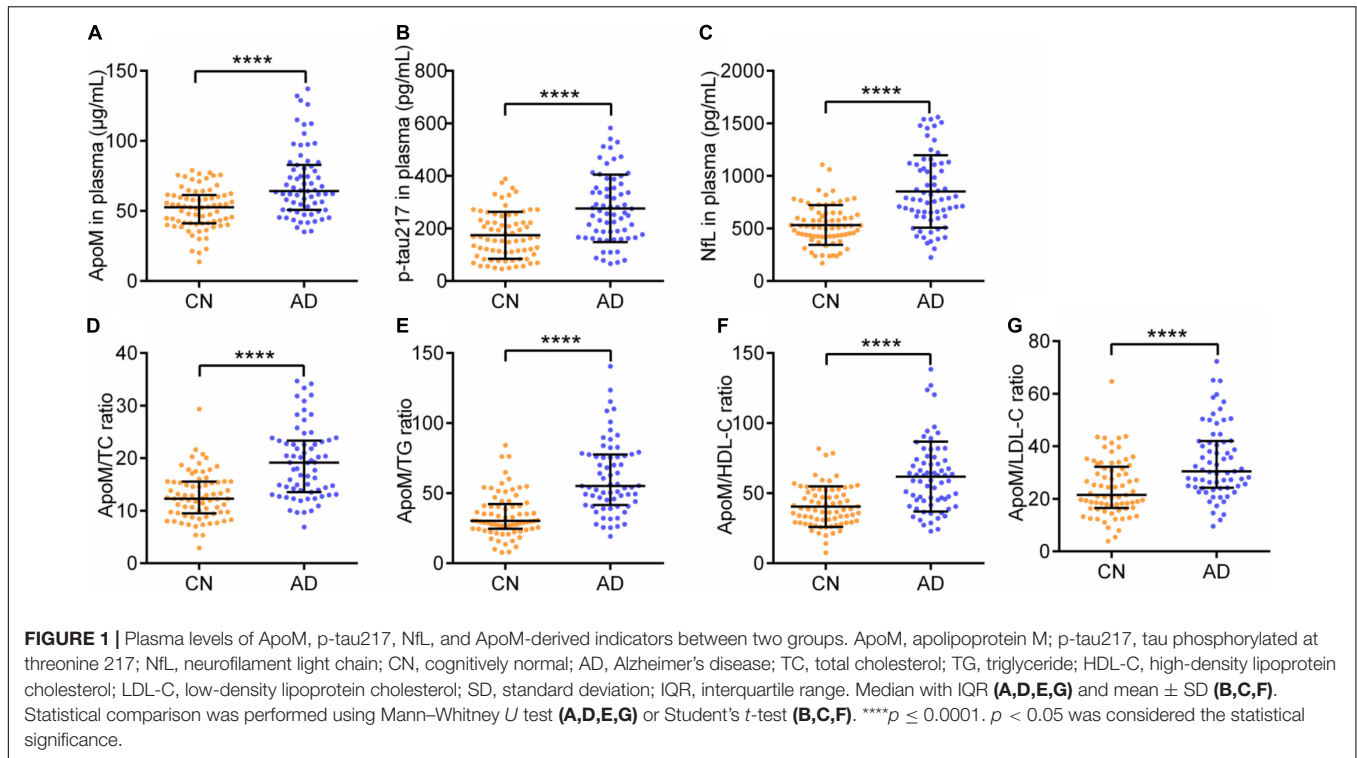 A
B
C
ApoM in plasma (µg/mL)
150
100
50
0
****
CN
AD
p-tau217 in plasma (pg/mL)
800
600
400
200
0
****
CN
AD
NfL in plasma (pg/mL)
2000
1500
1000
500
0
****
CN
AD
D
E
F
G
ApoM/TC ratio
40
30
20
10
0
****
CN
AD
ApoM/TG ratio
150
100
50
0
****
CN
AD
ApoM/HDL-C ratio
150
100
50
0
****
CN
AD
ApoM/LDL-C ratio
80
60
40
20
0
****
CN
AD
FIGURE 1 | Plasma levels of ApoM, p-tau217, NfL, and ApoM-derived indicators between two groups. ApoM, apolipoprotein M; p-tau217, tau phosphorylated at
threonine 217; NfL, neurofilament light chain; CN, cognitively normal; AD, Alzheimer's disease; TC, total cholesterol; TG, triglyceride; HDL-C, high-density lipoprotein
cholesterol; LDL-C, low-density lipoprotein cholesterol; SD, standard deviation; IQR, interquartile range. Median with IQR (A,D,E,G) and mean ± SD (B,C,F).
Statistical comparison was performed using Mann–Whitney U test (A,D,E,G) or Student's t-test (B,C,F). ****p ≤ 0.0001. p < 0.05 was considered the statistical
significance.